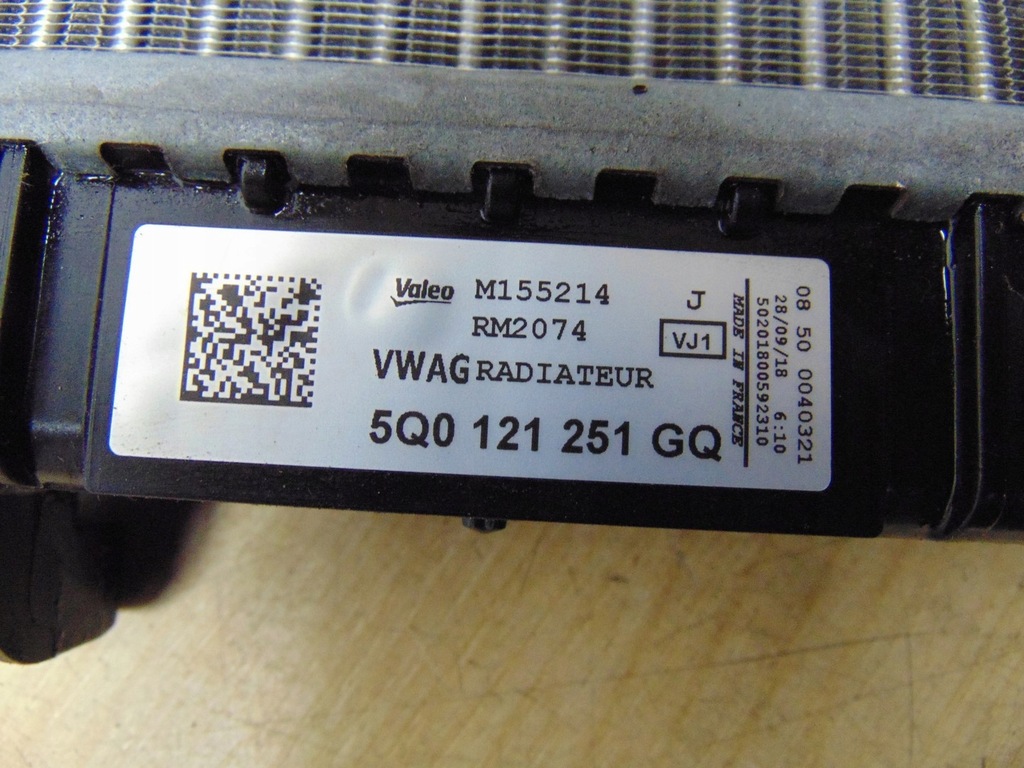 Valeo M155214 J
RM2074 VJ1
VWAG RADIATEUR
5Q0 121 251 GQ
MADE IN FRANCE
08 50 0040321
28/09/18 6:10
50201800592310